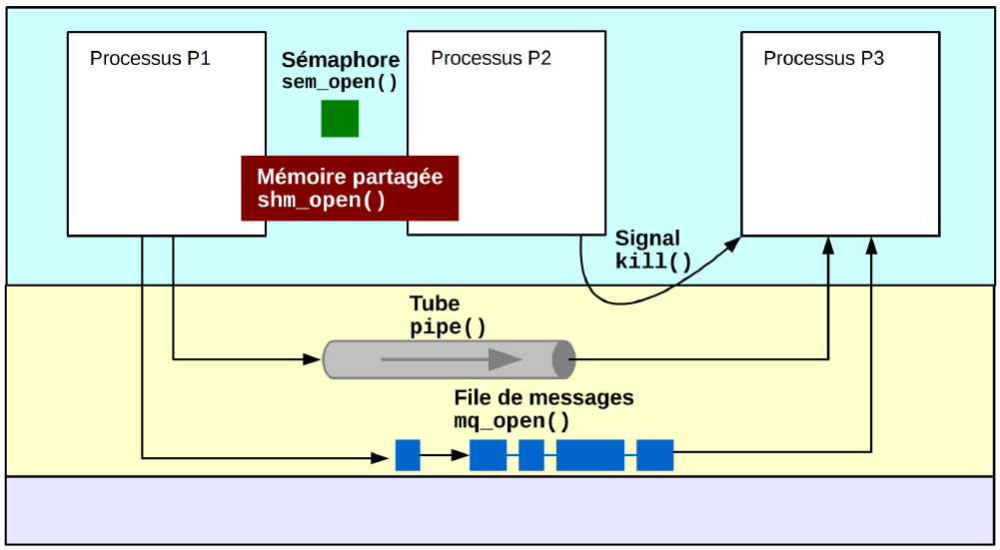 Processus P1
Sémaphore
sem_open()
Processus P2
Processus P3
Mémoire partagée
shm_open()
Signal
kill()
Tube
pipe()
File de messages
mq_open()